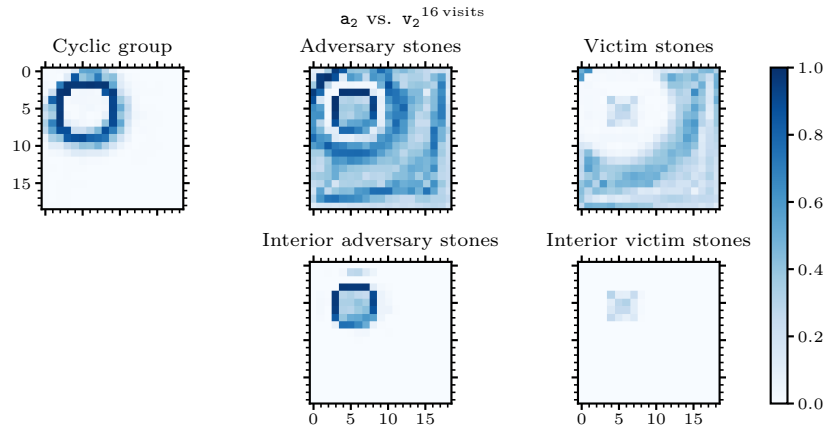 a₂ vs. v₂^16 visits
Cyclic group
Adversary stones
Victim stones
0
5
10
15
1.0
0.8
0.6
0.4
0.2
0.0
Interior adversary stones
Interior victim stones
0 5 10 15
0 5 10 15